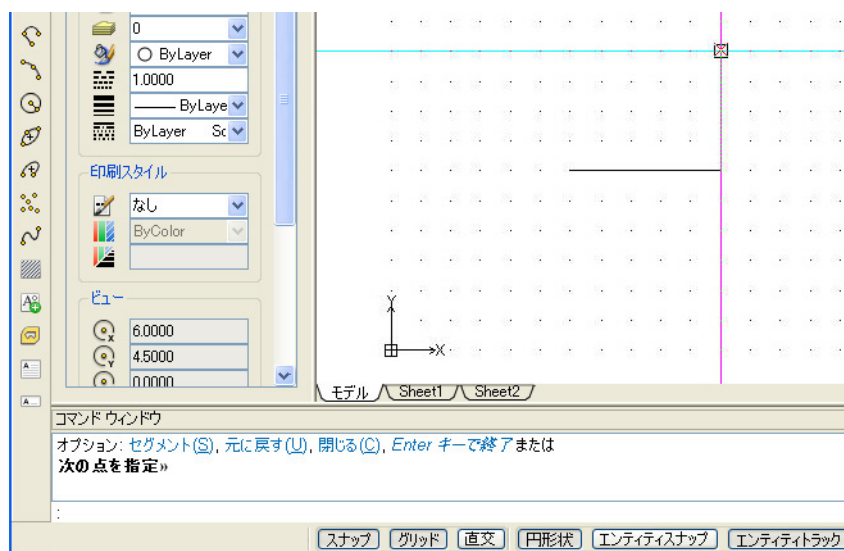 0
ByLayer
1.0000
ByLaye
ByLayer Sc
印刷スタイル
なし
ByColor
ビュー
X
6.0000
Y
4.5000
0.0000
Y
X
モデル Sheet1 Sheet2
コマンド ウィンドウ
オプション: セグメント(S), 元に戻す(U), 閉じる(C), Enter キーで終了または
次の点を指定»
:
スナップ グリッド 直交 円形状 エンティティスナップ エンティティトラック